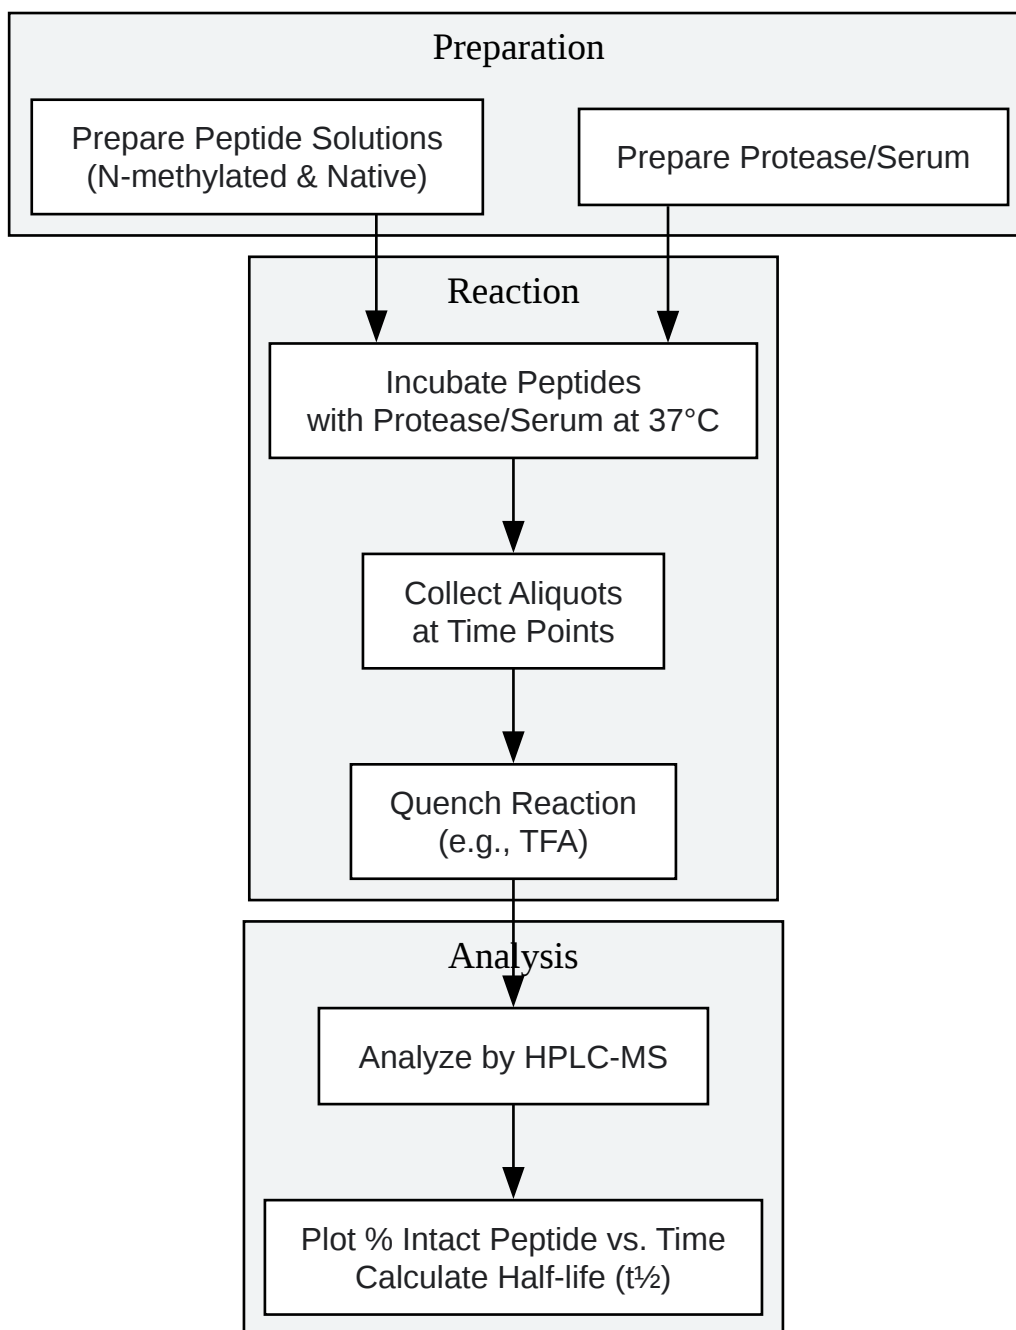 Preparation
Prepare Peptide Solutions
(N-methylated & Native)
Prepare Protease/Serum
Reaction
Incubate Peptides
with Protease/Serum at 37°C
Collect Aliquots
at Time Points
Quench Reaction
(e.g., TFA)
Analysis
Analyze by HPLC-MS
Plot % Intact Peptide vs. Time
Calculate Half-life (t½)